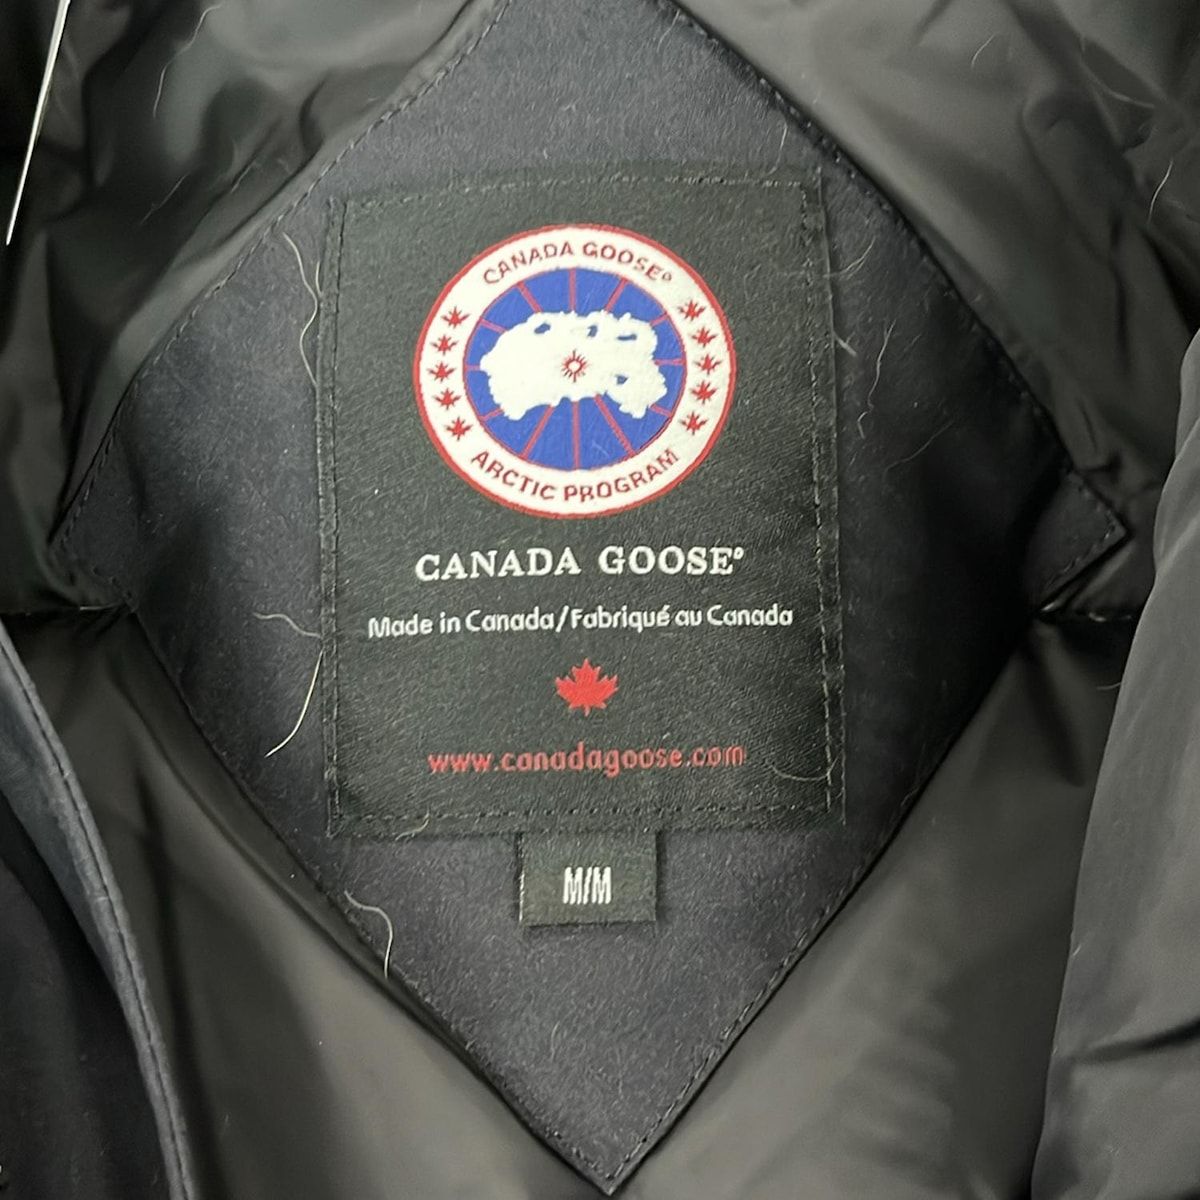 CANADA GOOSE®
ARCTIC PROGRAM
CANADA GOOSE®
Made in Canada/Fabriqué au Canada
www.canadagoose.com
M/M